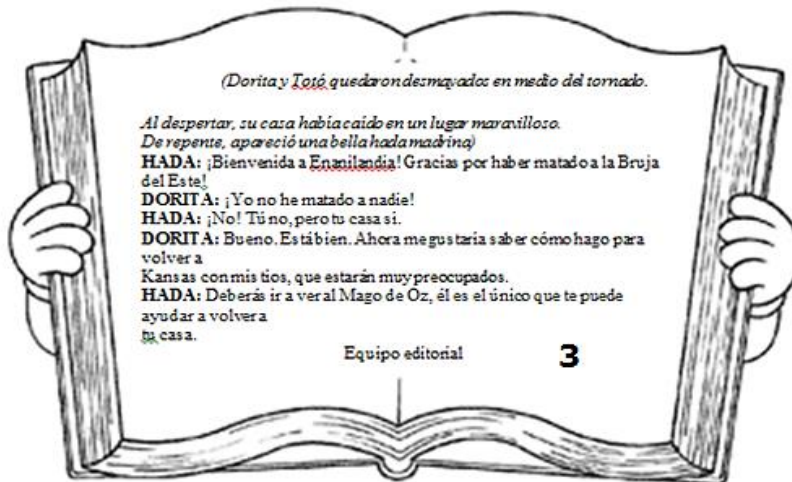 (Dorita y Totó quedaron desmayados en medio del tornado.
Al despertar, su casa había caído en un lugar maravilloso.
De repente, apareció una bella hada madrina)
HADA: ¡Bienvenida a Enanilandia! Gracias por haber matado a la Bruja
del Este!
DORITA: ¡Yo no he matado a nadie!
HADA: ¡No! Tú no, pero tu casa si.
DORITA: Bueno. Está bien. Ahora me gustaria saber cómo hago para
volver a
Kansas con mis tios, que estarán muy preocupados.
HADA: Deberás ir a ver al Mago de Oz, él es el único que te puede
ayudar a volver a
tu casa.
Equipo editorial
3